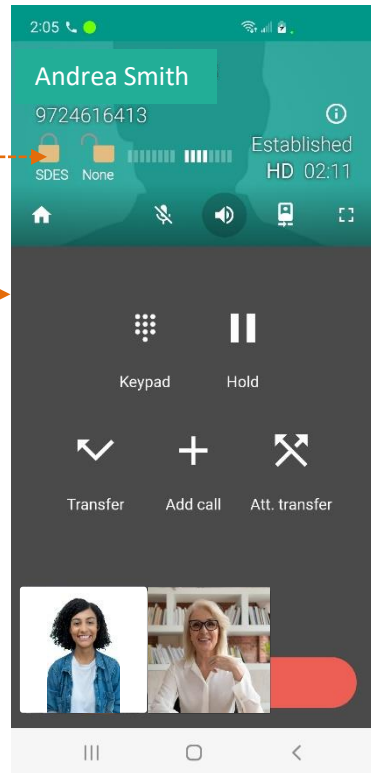 2:05
Andrea Smith
9724616413
Established
SDES None
HD 02:11
Keypad Hold
Transfer Add call Att. transfer